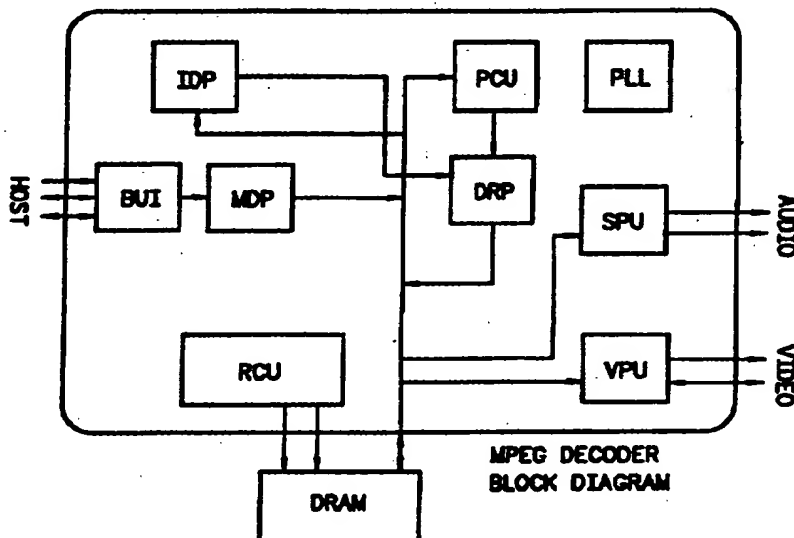 IDP
PCU
PLL
HOST
BUI
MDP
DRP
SPU
AUDIO
RCU
VPU
VIDEO
MPEG DECODER
BLOCK DIAGRAM
DRAM